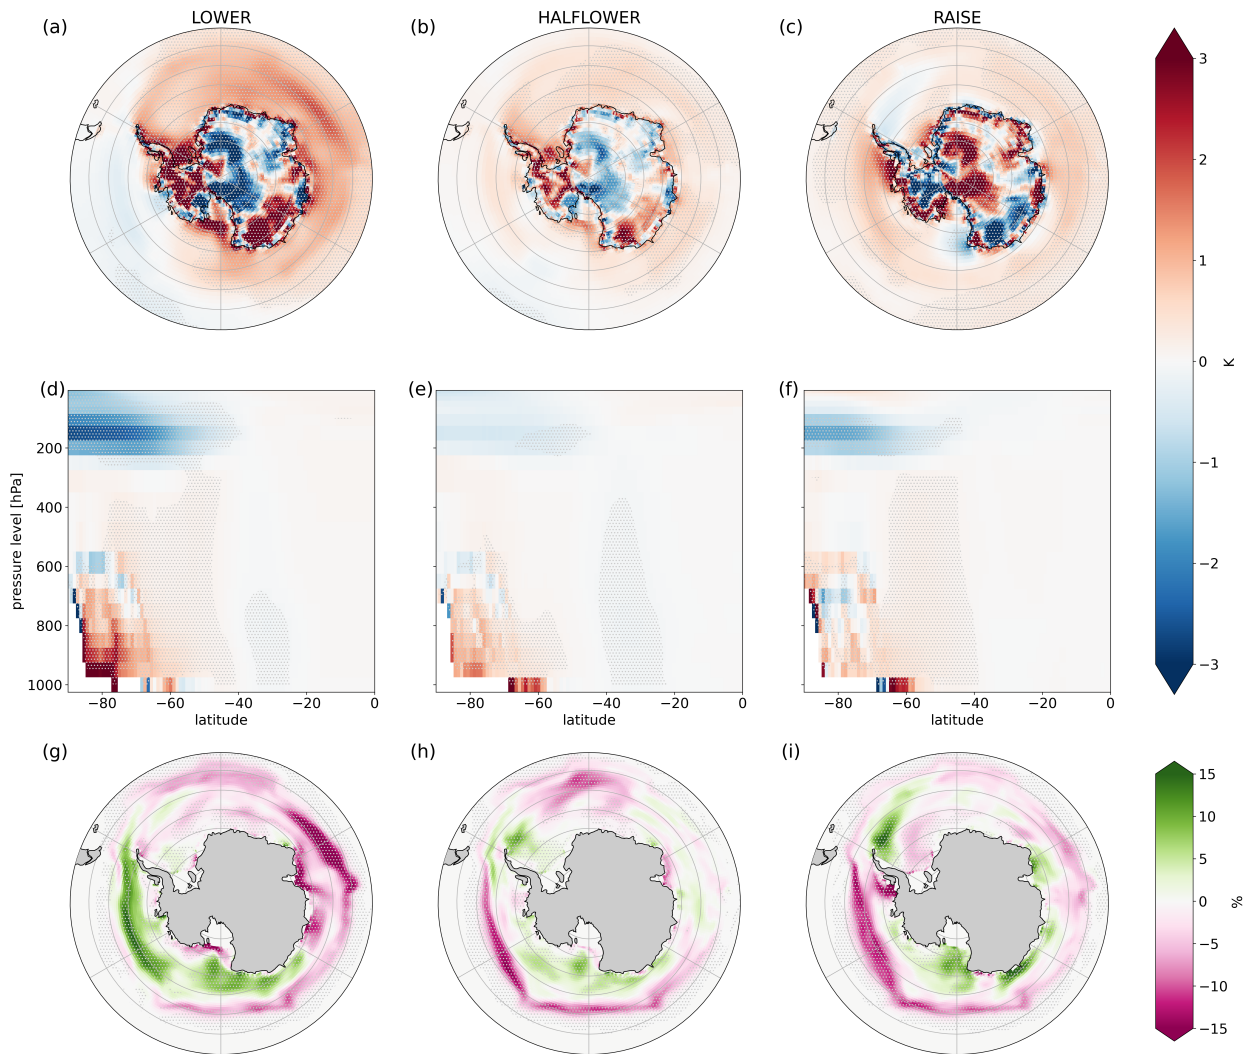 LOWER
HALFLOWER
RAISE
(a)
(b)
(c)
3
2
1
0
−1
−2
−3
K
(d)
(e)
(f)
200
400
600
800
1000
pressure level [hPa]
−80 −60 −40 −20 0
latitude
−80 −60 −40 −20 0
latitude
−80 −60 −40 −20 0
latitude
(g)
(h)
(i)
15
10
5
0
−5
−10
−15
%